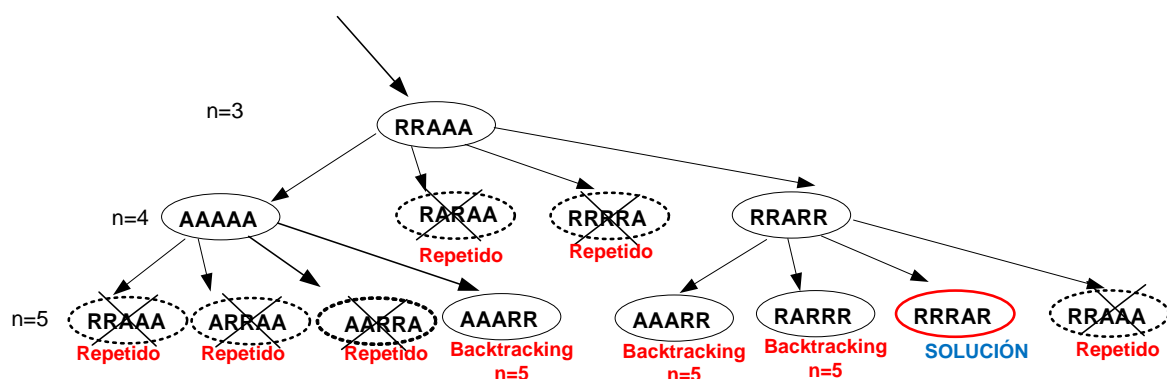 n=3
RRAAA
n=4
AAAAA
RARAA
RRRRA
RRARR
Repetido
Repetido
n=5
RRAAA
ARRAA
AARRA
AAARR
AAARR
RARRR
RRRAR
RRAAA
Repetido
Repetido
Repetido
Backtracking
n=5
Backtracking
n=5
Backtracking
n=5
SOLUCIÓN
Repetido